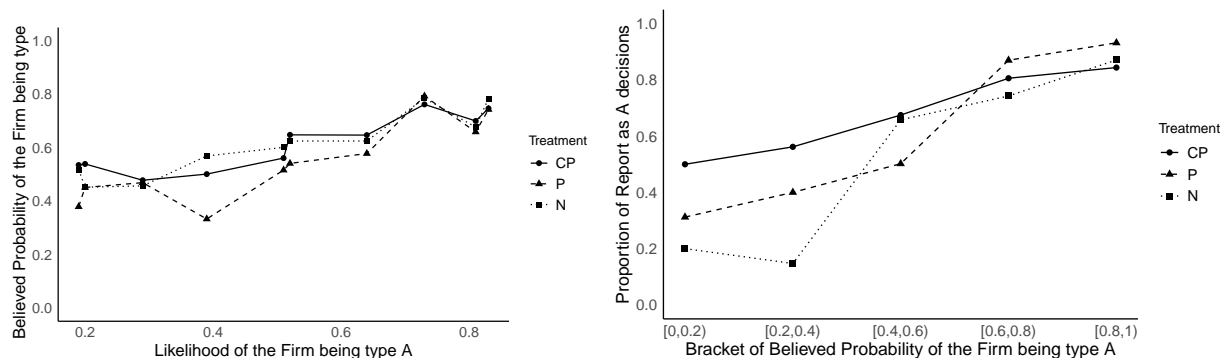 Believed Probability of the Firm being type
1.0
0.8
0.6
0.4
0.2
0.0
0.2
0.4
0.6
0.8
Likelihood of the Firm being type A
Treatment
CP
P
N
Proportion of Report as A decisions
1.0
0.8
0.6
0.4
0.2
0.0
[0,0.2)
[0.2,0.4)
[0.4,0.6)
[0.6,0.8)
[0.8,1)
Bracket of Believed Probability of the Firm being type A
Treatment
CP
P
N